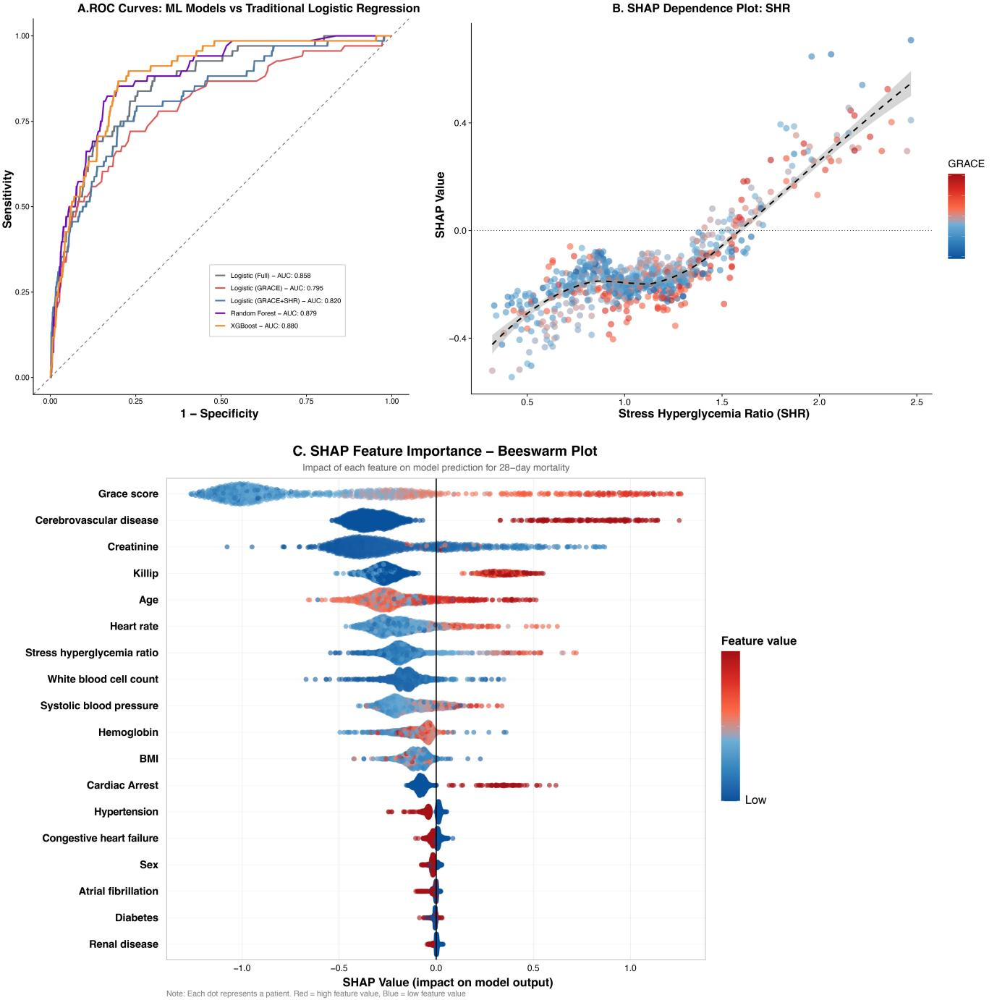 A.ROC Curves: ML Models vs Traditional Logistic Regression
1.00
0.75
0.50
0.25
0.00
Sensitivity
Logistic (Full) – AUC: 0.858
Logistic (GRACE) – AUC: 0.795
Logistic (GRACE+SHR) – AUC: 0.820
Random Forest – AUC: 0.879
XGBoost – AUC: 0.880
0.00 0.25 0.50 0.75 1.00
1 – Specificity
B. SHAP Dependence Plot: SHR
0.4
0.0
−0.4
SHAP Value
0.5 1.0 1.5 2.0 2.5
Stress Hyperglycemia Ratio (SHR)
GRACE
C. SHAP Feature Importance – Beeswarm Plot
Impact of each feature on model prediction for 28−day mortality
Grace score
Cerebrovascular disease
Creatinine
Killip
Age
Heart rate
Stress hyperglycemia ratio
White blood cell count
Systolic blood pressure
Hemoglobin
BMI
Cardiac Arrest
Hypertension
Congestive heart failure
Sex
Atrial fibrillation
Diabetes
Renal disease
−1.0 −0.5 0.0 0.5 1.0
SHAP Value (impact on model output)
Note: Each dot represents a patient. Red = high feature value, Blue = low feature value
Feature value
Low